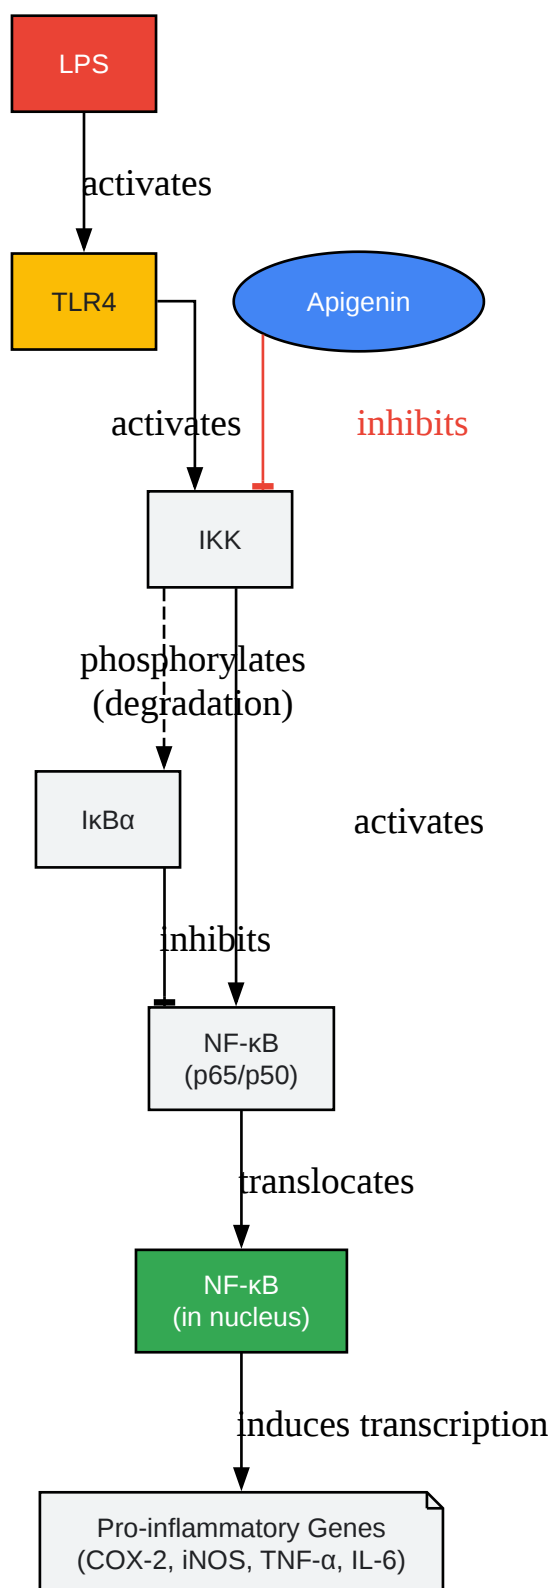 LPS
activates
TLR4
Apigenin
activates
inhibits
IKK
phosphorylates
(degradation)
IκBα
activates
inhibits
NF-κB
(p65/p50)
translocates
NF-κB
(in nucleus)
induces transcription
Pro-inflammatory Genes
(COX-2, iNOS, TNF-α, IL-6)